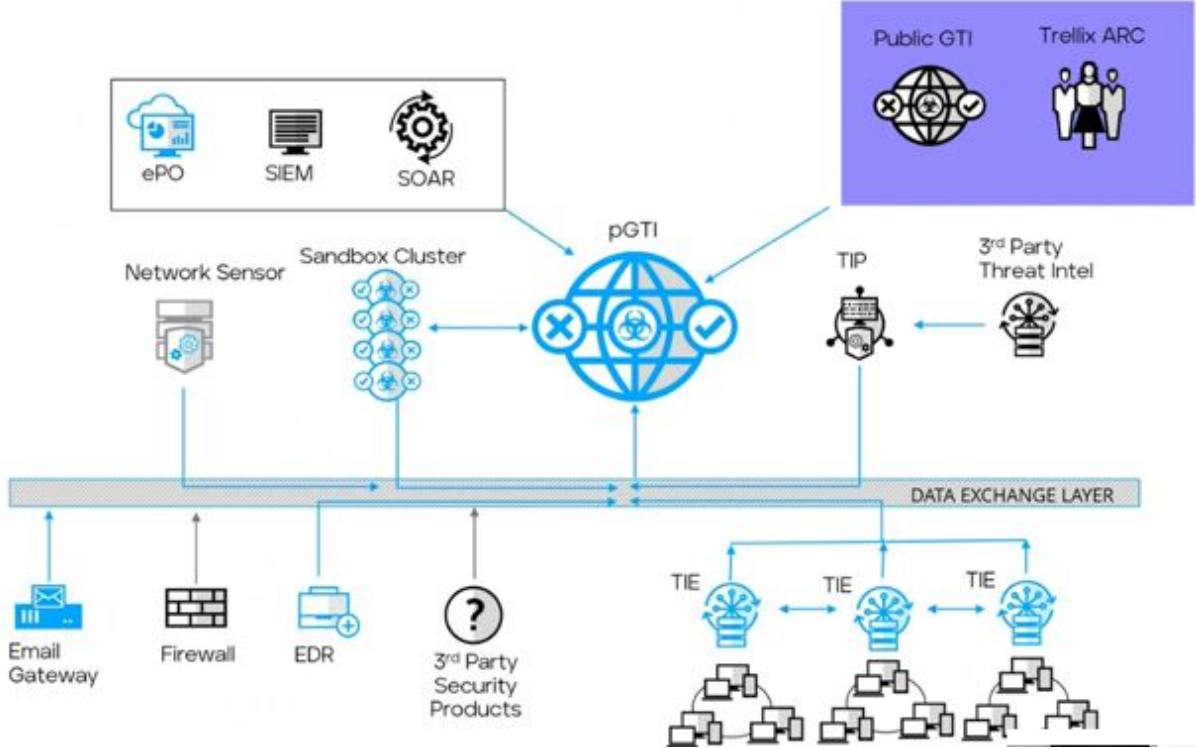 Public GTI
Trellix ARC
ePO
SIEM
SOAR
pGTI
Network Sensor
Sandbox Cluster
TIP
3rd Party
Threat Intel
DATA EXCHANGE LAYER
Email
Gateway
Firewall
EDR
?
3rd Party
Security
Products
TIE
TIE
TIE